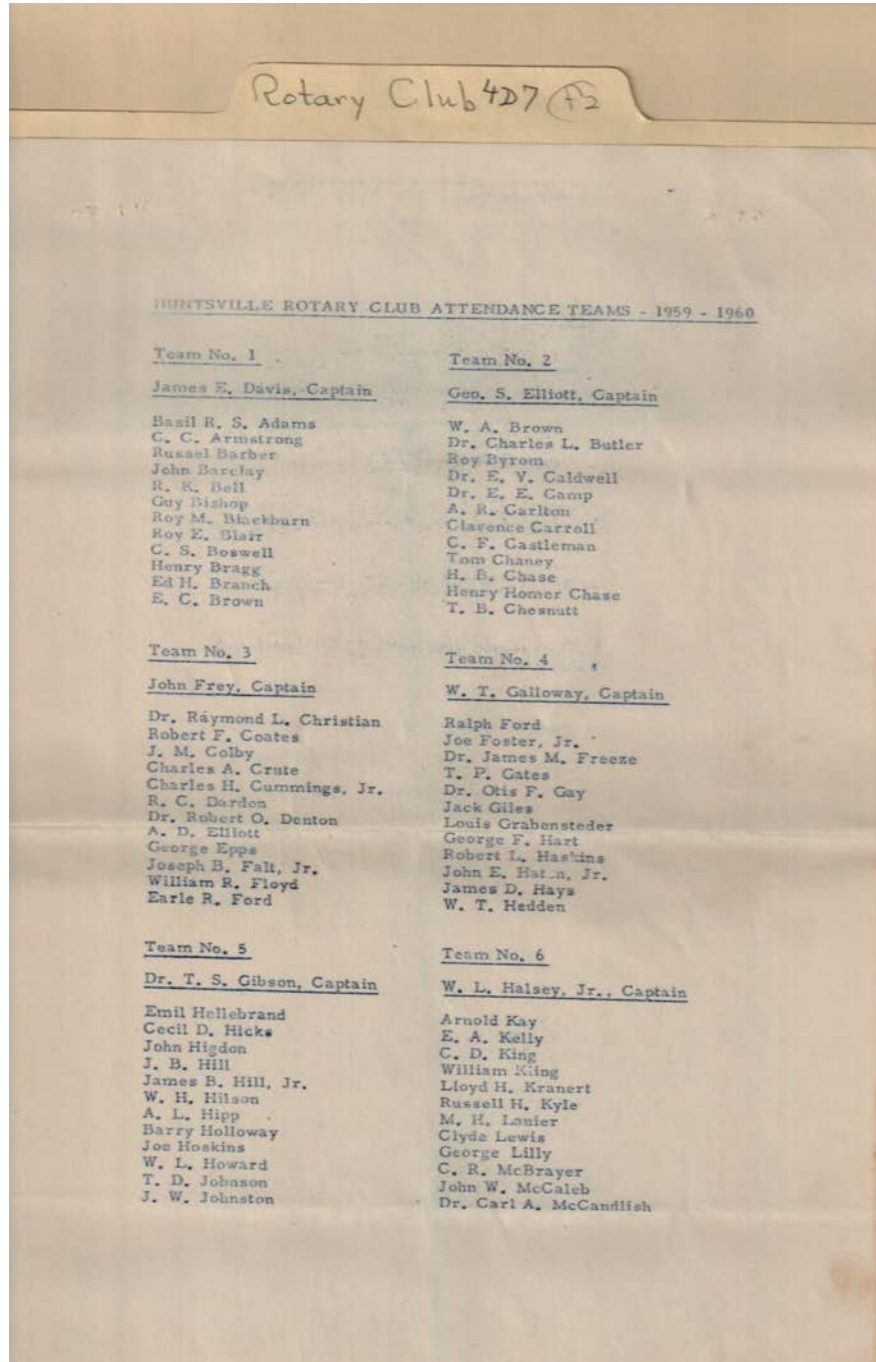 Rotary Club 4D7 f2
HUNTSVILLE ROTARY CLUB ATTENDANCE TEAMS - 1959 - 1960
Team No. 1
James E. Davis, Captain
Basil R. S. Adams
C. C. Armstrong
Russel Barber
John Barclay
R. K. Bell
Guy Bishop
Roy M. Blackburn
Roy E. Blair
C. S. Boswell
Henry Bragg
Ed H. Branch
E. C. Brown
Team No. 2
Geo. S. Elliott, Captain
W. A. Brown
Dr. Charles L. Butler
Roy Byrom
Dr. E. V. Caldwell
Dr. E. E. Camp
A. R. Carlton
Clarence Carroll
C. F. Castleman
Tom Chaney
H. B. Chase
Henry Homer Chase
T. B. Chesnutt
Team No. 3
John Frey, Captain
Dr. Raymond L. Christian
Robert F. Coates
J. M. Colby
Charles A. Crute
Charles H. Cummings, Jr.
R. C. Darden
Dr. Robert O. Denton
A. D. Elliott
George Epps
Joseph B. Falt, Jr.
William R. Floyd
Earle R. Ford
Team No. 4
W. T. Galloway, Captain
Ralph Ford
Joe Foster, Jr.
Dr. James M. Freeze
T. P. Gates
Dr. Otis F. Gay
Jack Giles
Louis Grabensteder
George F. Hart
Robert L. Haskins
John E. Jr.
James D. Hays
W. T. Hedden
Team No. 5
Dr. T. S. Gibson, Captain
Emil Hellebrand
Cecil D. Hicks
John Higdon
J. B. Hill
James B. Hill, Jr.
W. H. Hilson
A. L. Hipp
Barry Holloway
Joe Hoskins
W. L. Howard
T. D. Johnson
J. W. Johnston
Team No. 6
W. L. Halsey, Jr., Captain
Arnold Kay
E. A. Kelly
C. D. King
William Kling
Lloyd H. Kranert
Russell H. Kyle
M. H. Lanier
Clyde Lewis
George Lilly
C. R. McBrayer
John W. McCaleb
Dr. Carl A. McCandlish